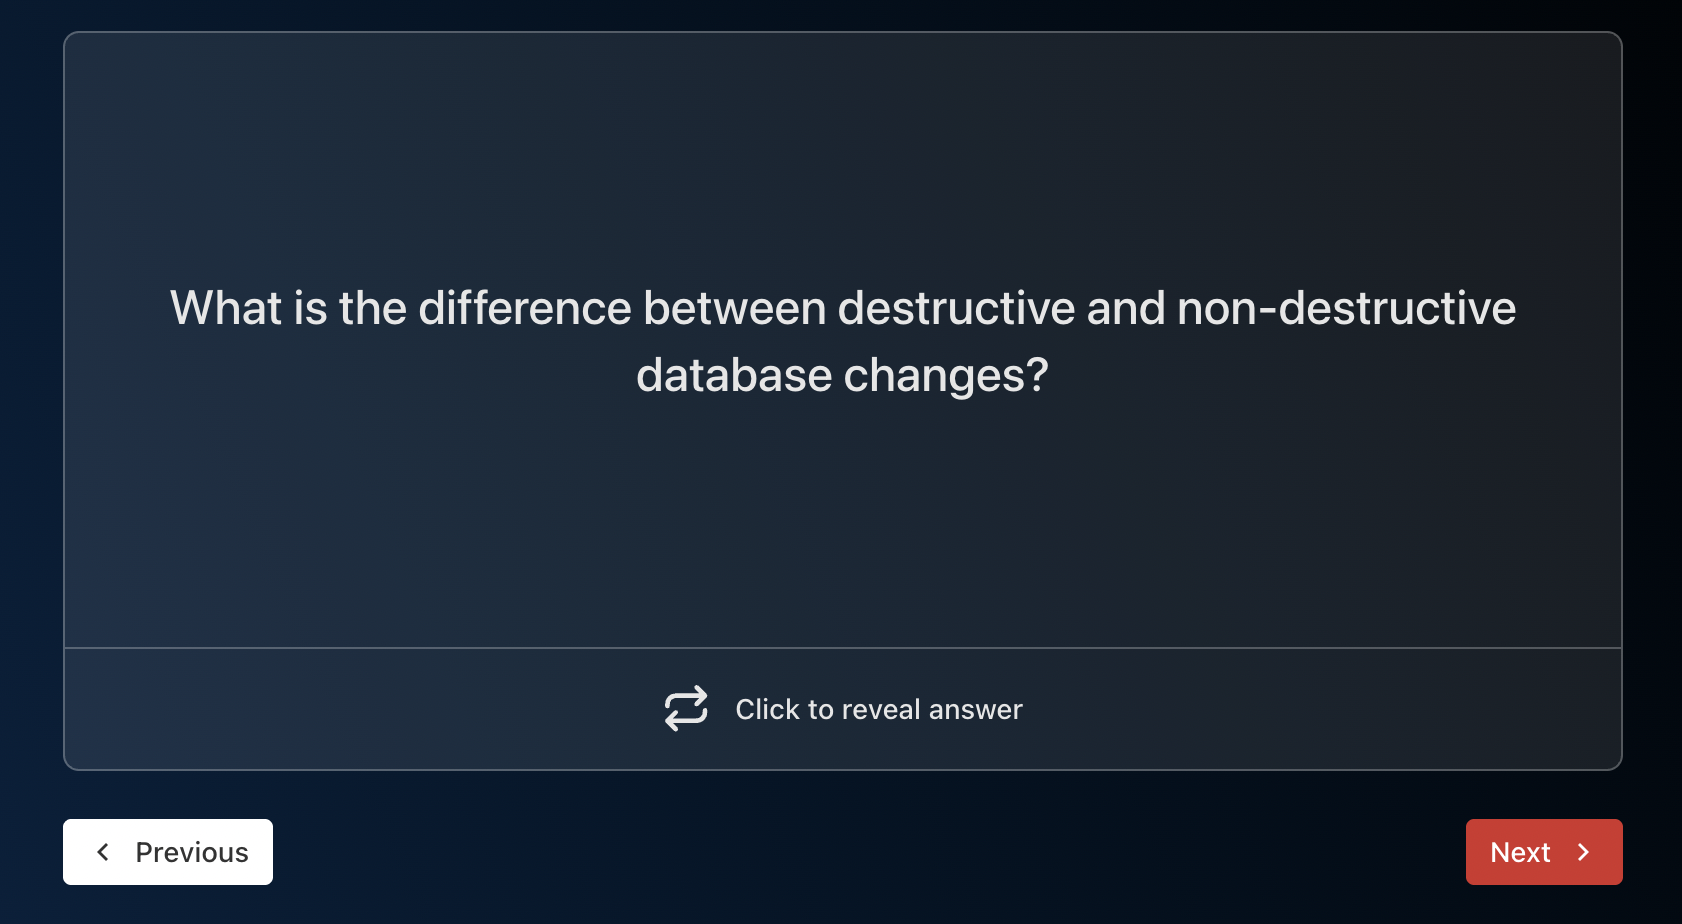 What is the difference between destructive and non-destructive
database changes?
Click to reveal answer
Previous
Next